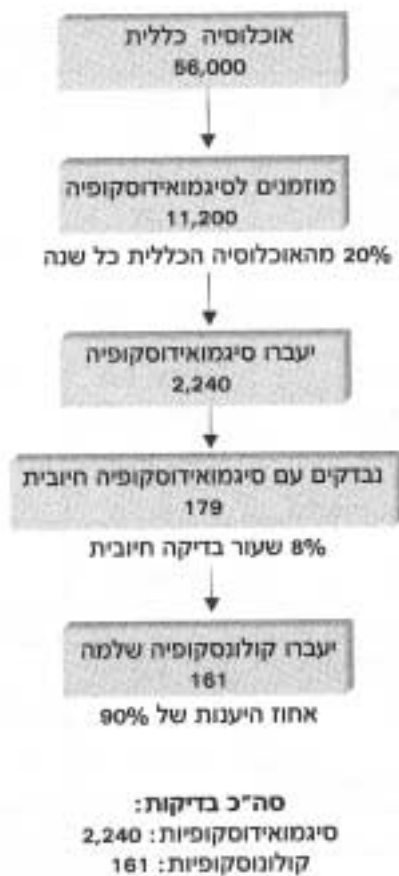 אוכלוסיה כללית
56,000
מוזמנים לסיגמואידוסקופיה
11,200
20% מהאוכלוסיה הכללית כל שנה
יעברו סיגמואידוסקופיה
2,240
נבדקים עם סיגמואידוסקופיה חיובית
179
8% שעור בדיקה חיובית
יעברו קולונסקופיה שלמה
161
אחוז היענות של 90%
סה"כ בדיקות:
סיגמואידוסקופיות: 2,240
קולונוסקופיות: 161